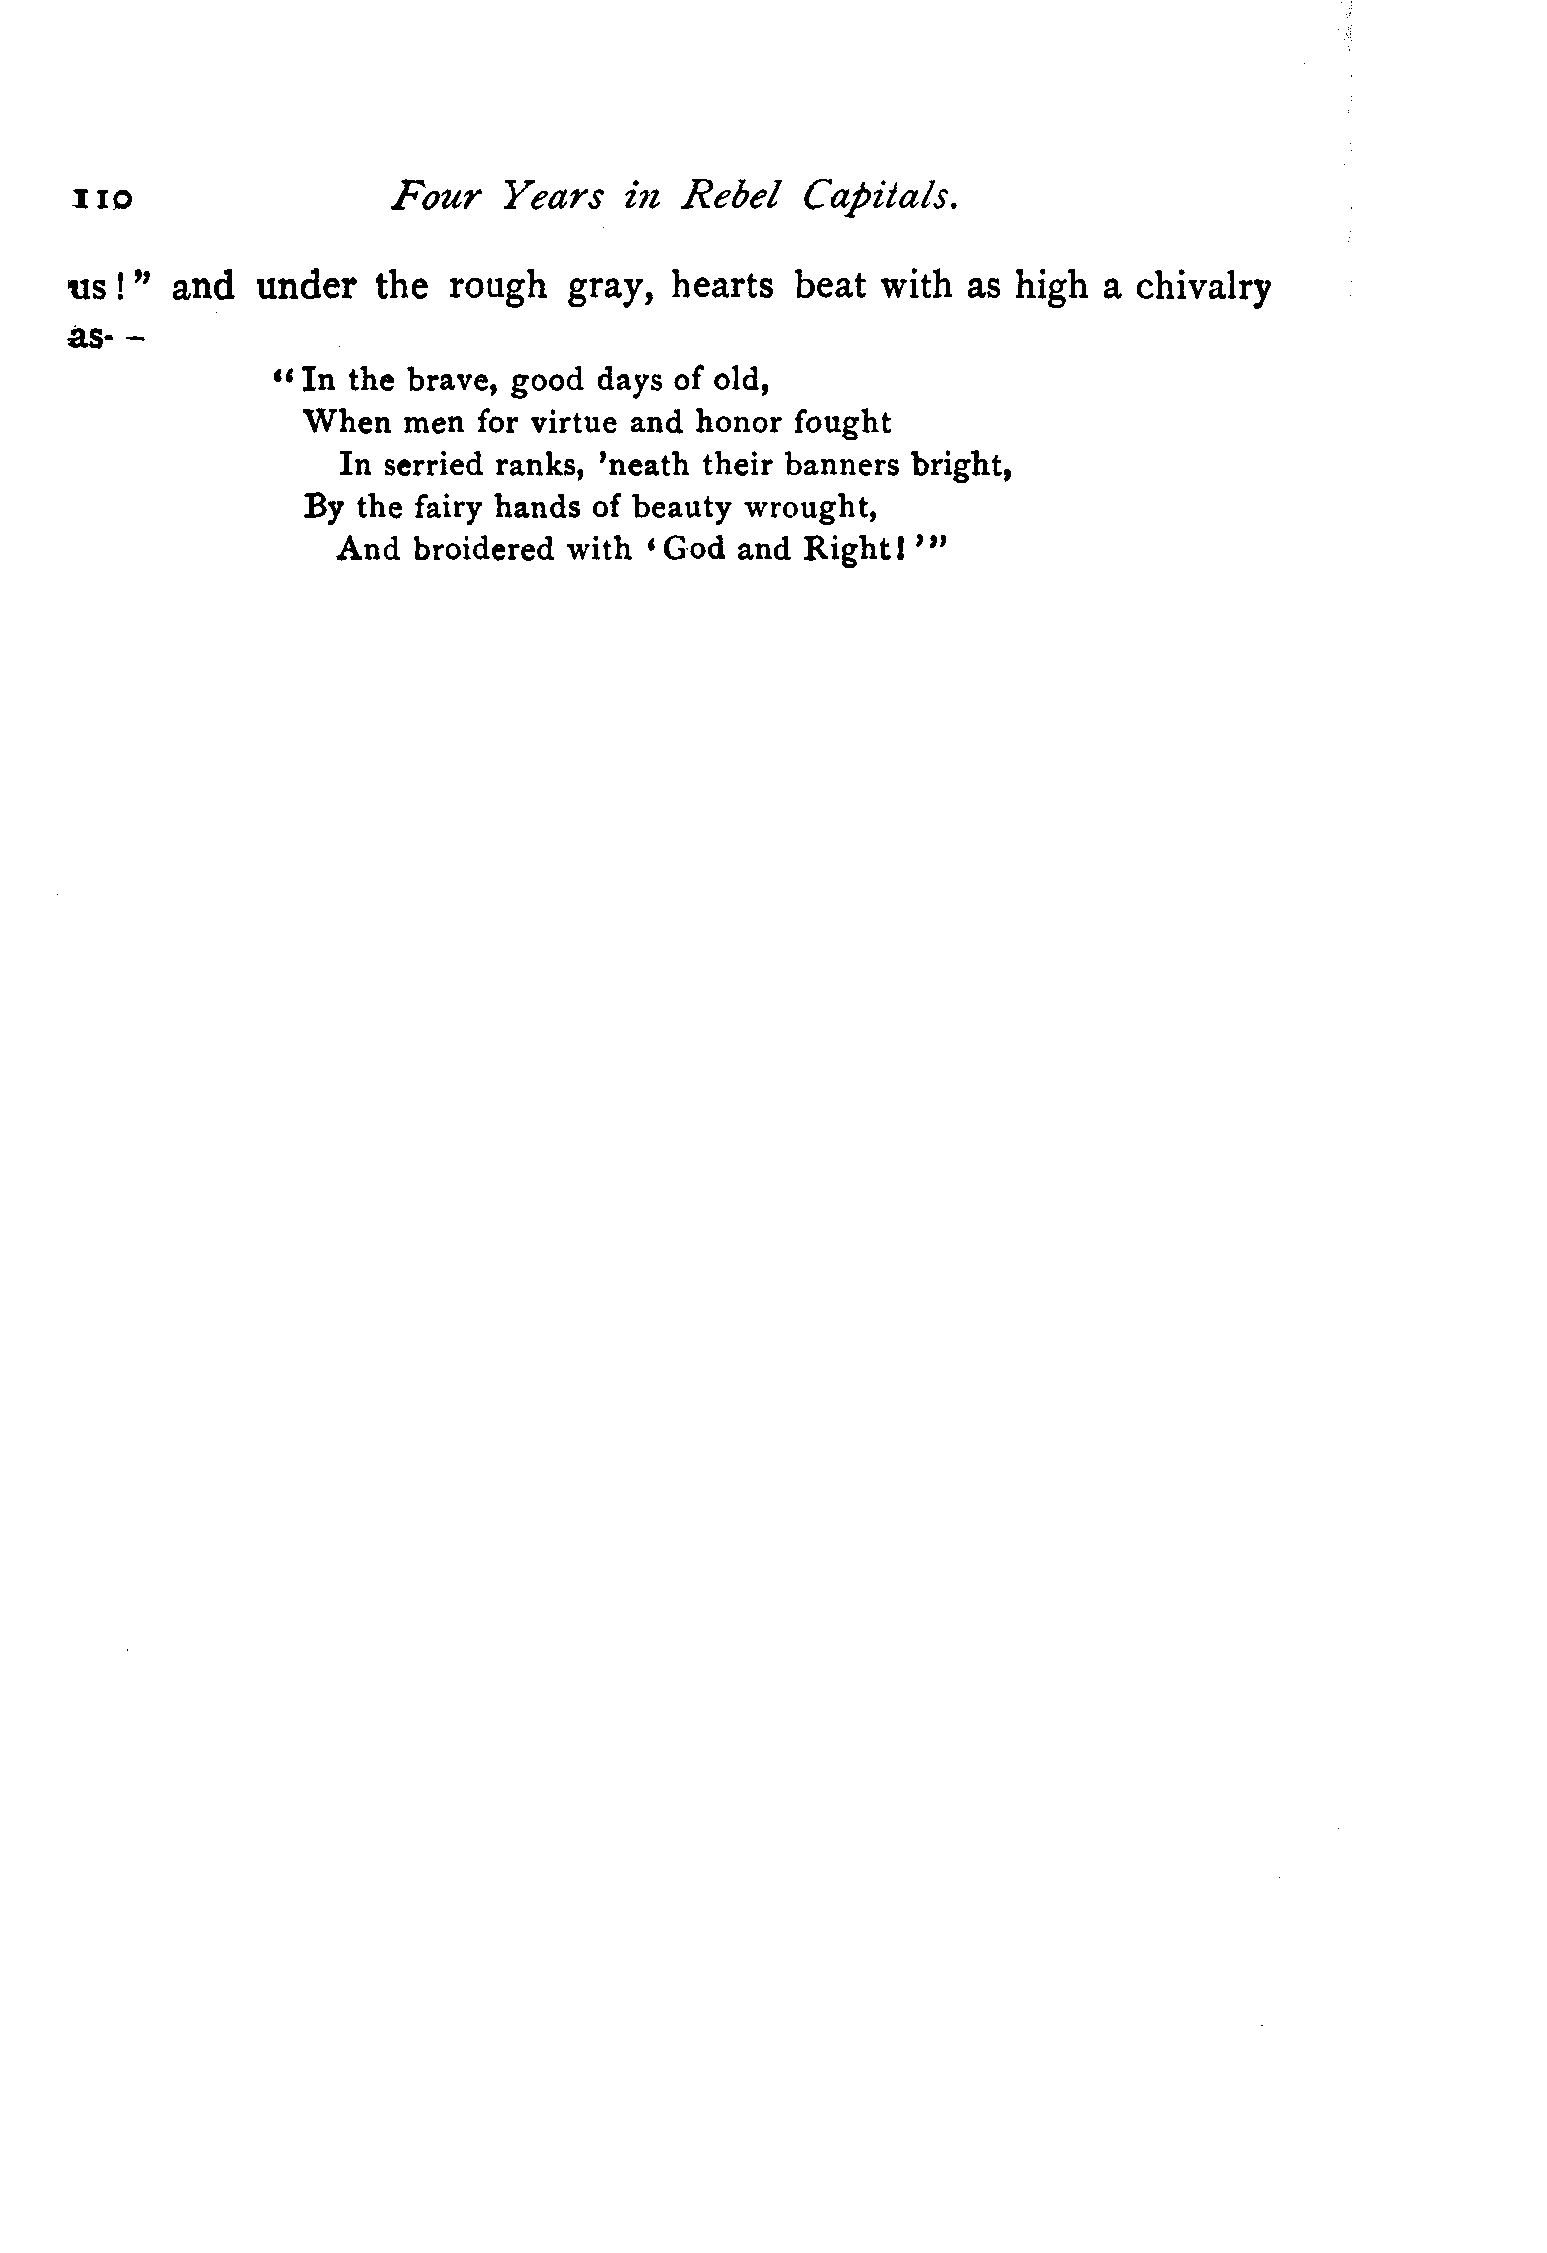 110 Four Years in Rebel Capitals.
us!" and under the rough gray, hearts beat with as high a chivalry
as- –
"In the brave, good days of old,
When men for virtue and honor fought
In serried ranks, 'neath their banners bright,
By the fairy hands of beauty wrought,
And broidered with 'God and Right!'"